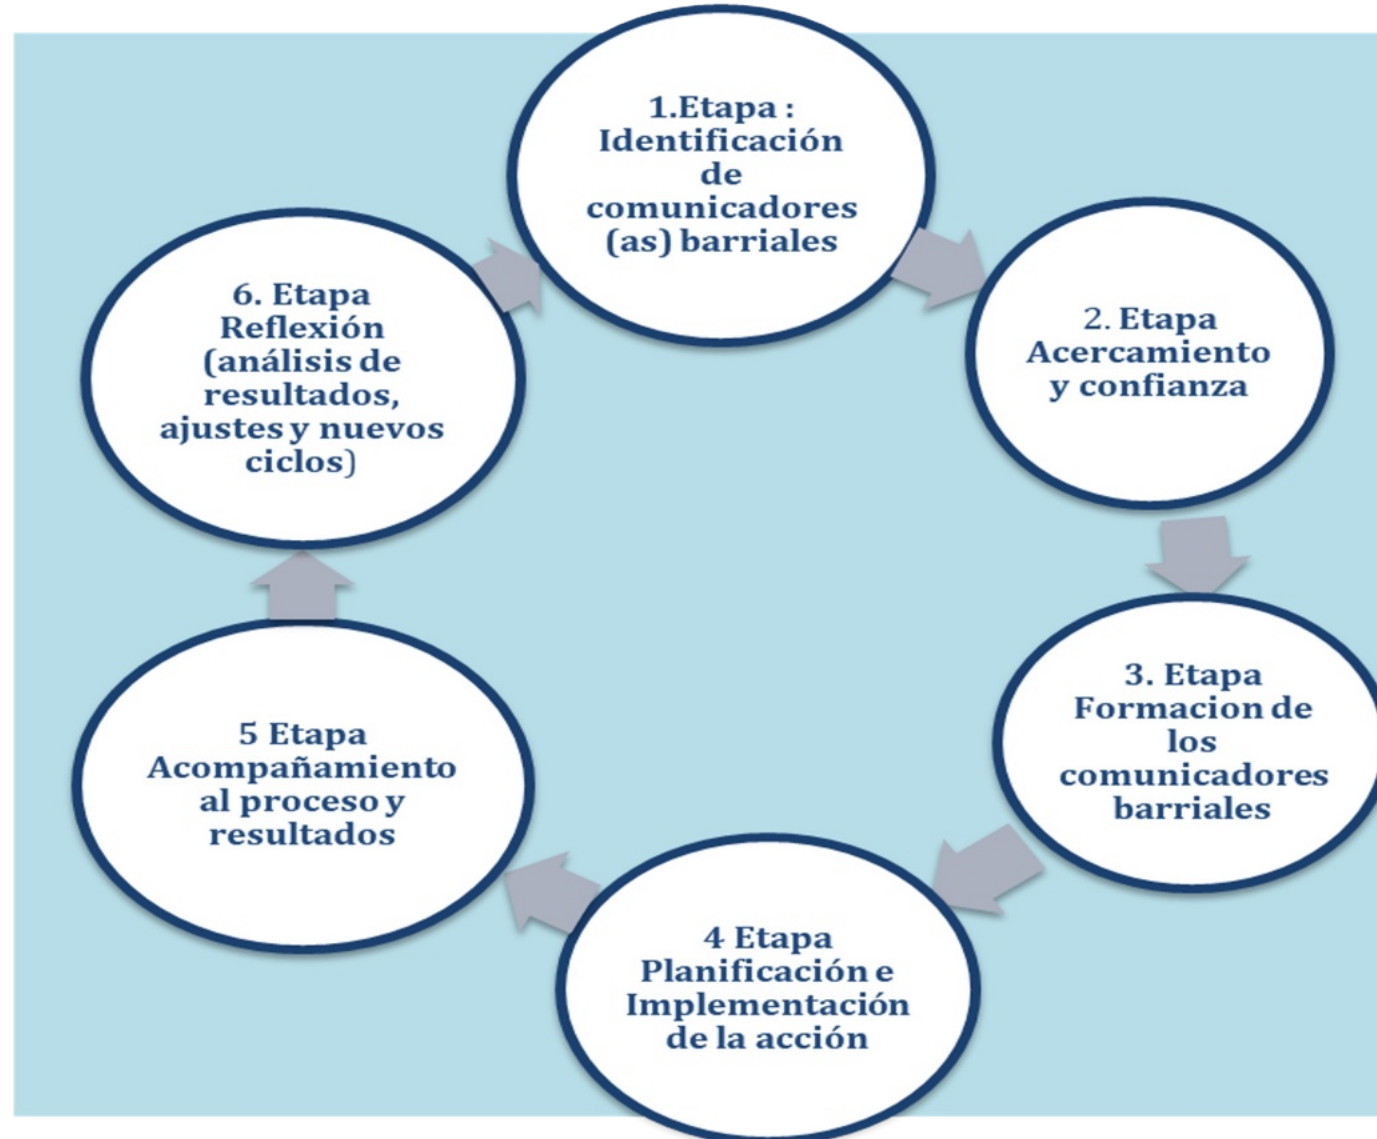 1.Etapa :
Identificación
de
comunicadores
(as) barriales
2. Etapa
Acercamiento
y confianza
3. Etapa
Formacion de
los
comunicadores
barriales
4 Etapa
Planificación e
Implementación
de la acción
5 Etapa
Acompañamiento
al proceso y
resultados
6. Etapa
Reflexión
(análisis de
resultados,
ajustes y nuevos
ciclos)